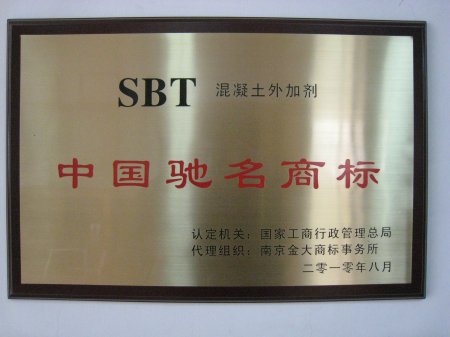 SBT 混凝土外加剂
中国驰名商标
认定机关：国家工商行政管理总局
代理组织：南京金大商标事务所
二零一零年八月